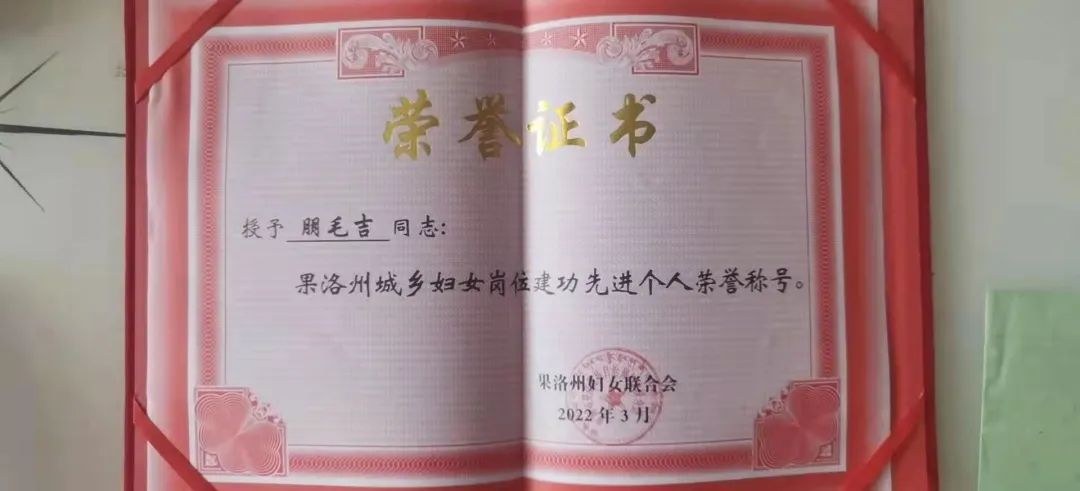 荣誉证书
授予 朋毛吉 同志:
果洛州城乡妇女岗位建功先进个人荣誉称号。
果洛州妇女联合会
2022年3月